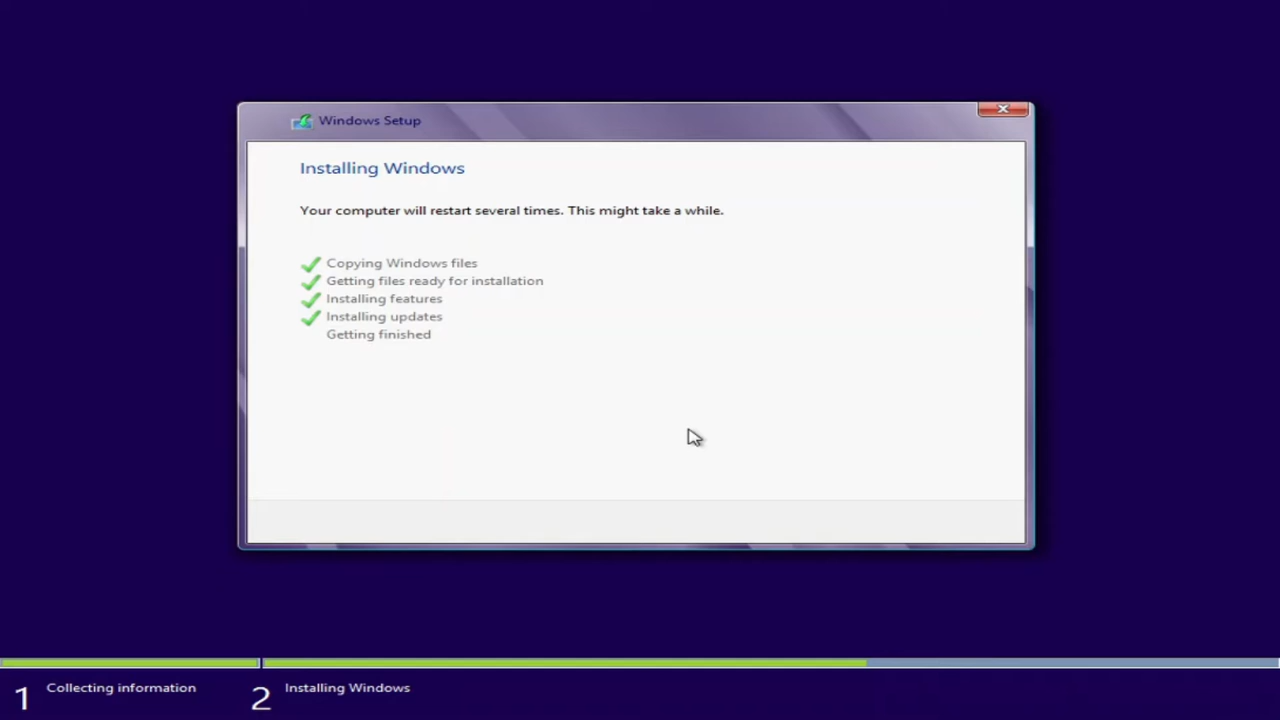 Windows Setup
Installing Windows
Your computer will restart several times. This might take a while.
Copying Windows files
Getting files ready for installation
Installing features
Installing updates
Getting finished
1 Collecting information
2 Installing Windows